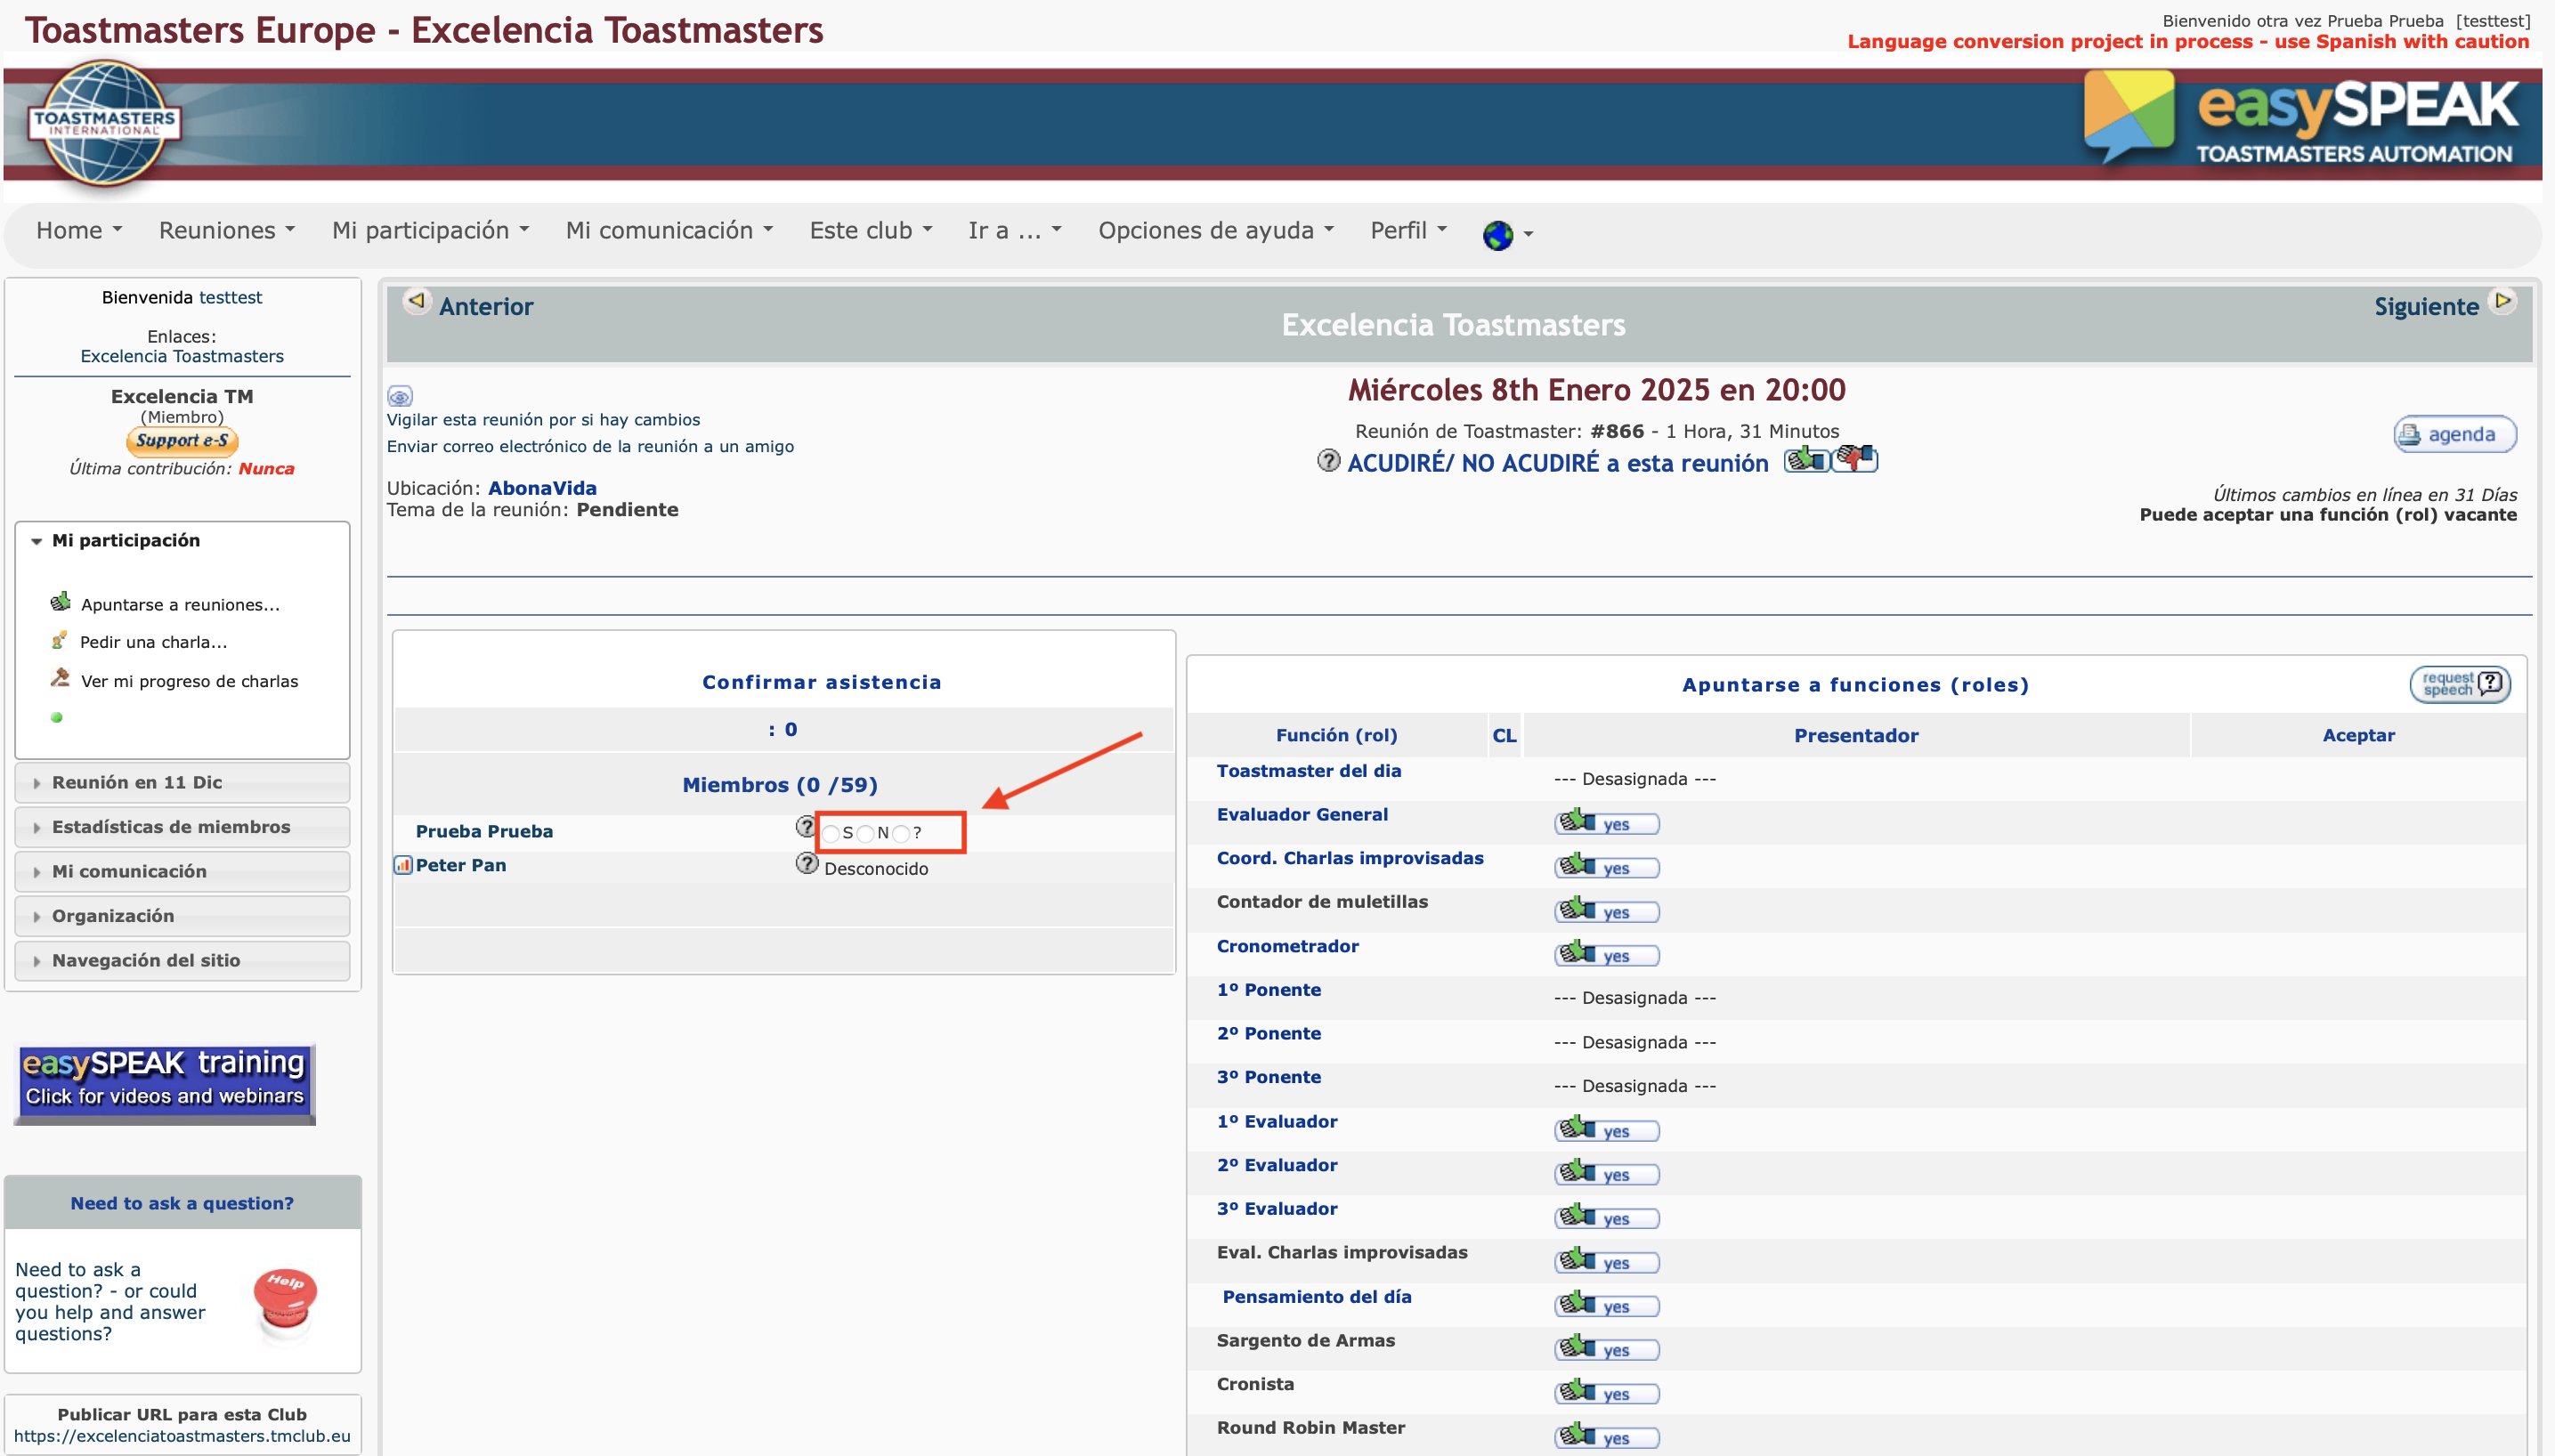 Toastmasters Europe - Excelencia Toastmasters
Bienvenido otra vez Prueba Prueba [testtest]
Language conversion project in process - use Spanish with caution
TOASTMASTERS
INTERNATIONAL
easySPEAK
TOASTMASTERS AUTOMATION
Home Reuniones Mi participación Mi comunicación Este club Ir a ... Opciones de ayuda Perfil
Bienvenida testtest
Enlaces:
Excelencia Toastmasters
Excelencia TM
(Miembro)
Support e-S
Última contribución: Nunca
Mi participación
Apuntarse a reuniones...
Pedir una charla...
Ver mi progreso de charlas
Reunión en 11 Dic
Estadísticas de miembros
Mi comunicación
Organización
Navegación del sitio
easySPEAK training
Click for videos and webinars
Need to ask a question?
Need to ask a
question? - or could
you help and answer
questions?
Help
Publicar URL para esta Club
https://excelenciatoastmasters.tmclub.eu
Anterior
Excelencia Toastmasters
Siguiente
Vigilar esta reunión por si hay cambios
Enviar correo electrónico de la reunión a un amigo
Ubicación: AbonaVida
Tema de la reunión: Pendiente
Miércoles 8th Enero 2025 en 20:00
Reunión de Toastmaster: #866 - 1 Hora, 31 Minutos
? ACUDIRÉ/ NO ACUDIRÉ a esta reunión
agenda
Últimos cambios en línea en 31 Días
Puede aceptar una función (rol) vacante
Confirmar asistencia
: 0
Miembros (0 /59)
Prueba Prueba ? S N ?
Peter Pan ? Desconocido
Apuntarse a funciones (roles)
request
speech ?
Función (rol) CL Presentador Aceptar
Toastmaster del dia --- Desasignada ---
Evaluador General yes
Coord. Charlas improvisadas yes
Contador de muletillas yes
Cronometrador yes
1º Ponente --- Desasignada ---
2º Ponente --- Desasignada ---
3º Ponente --- Desasignada ---
1º Evaluador yes
2º Evaluador yes
3º Evaluador yes
Eval. Charlas improvisadas yes
Pensamiento del día yes
Sargento de Armas yes
Cronista yes
Round Robin Master yes